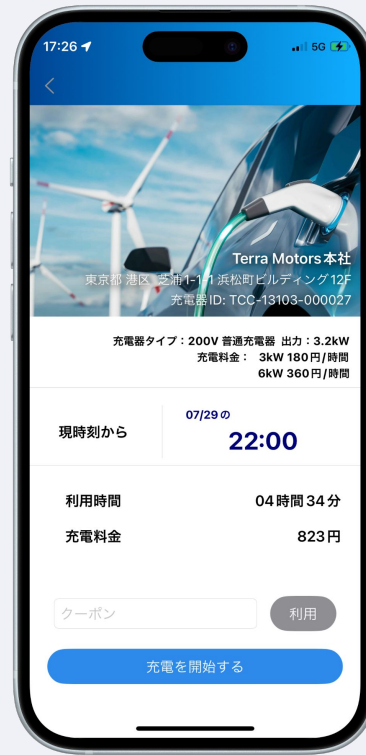 17:26
5G
Terra Motors本社
東京都 港区 芝浦1-1-1 浜松町ビルディング12F
充電器ID: TCC-13103-000027
充電器タイプ：200V 普通充電器 出力：3.2kW
充電料金： 3kW 180円/時間
6kW 360円/時間
07/29の
現時刻から 22:00
利用時間 04時間34分
充電料金 823円
クーポン 利用
充電を開始する